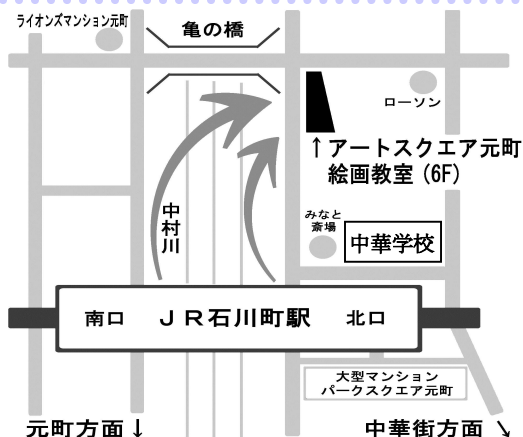 ライオンズマンション元町
亀の橋
ローソン
↑アートスクエア元町
絵画教室 (6F)
中村川
みなと
斎場
中華学校
南口 JR石川町駅 北口
大型マンション
パークスクエア元町
元町方面↓
中華街方面↘